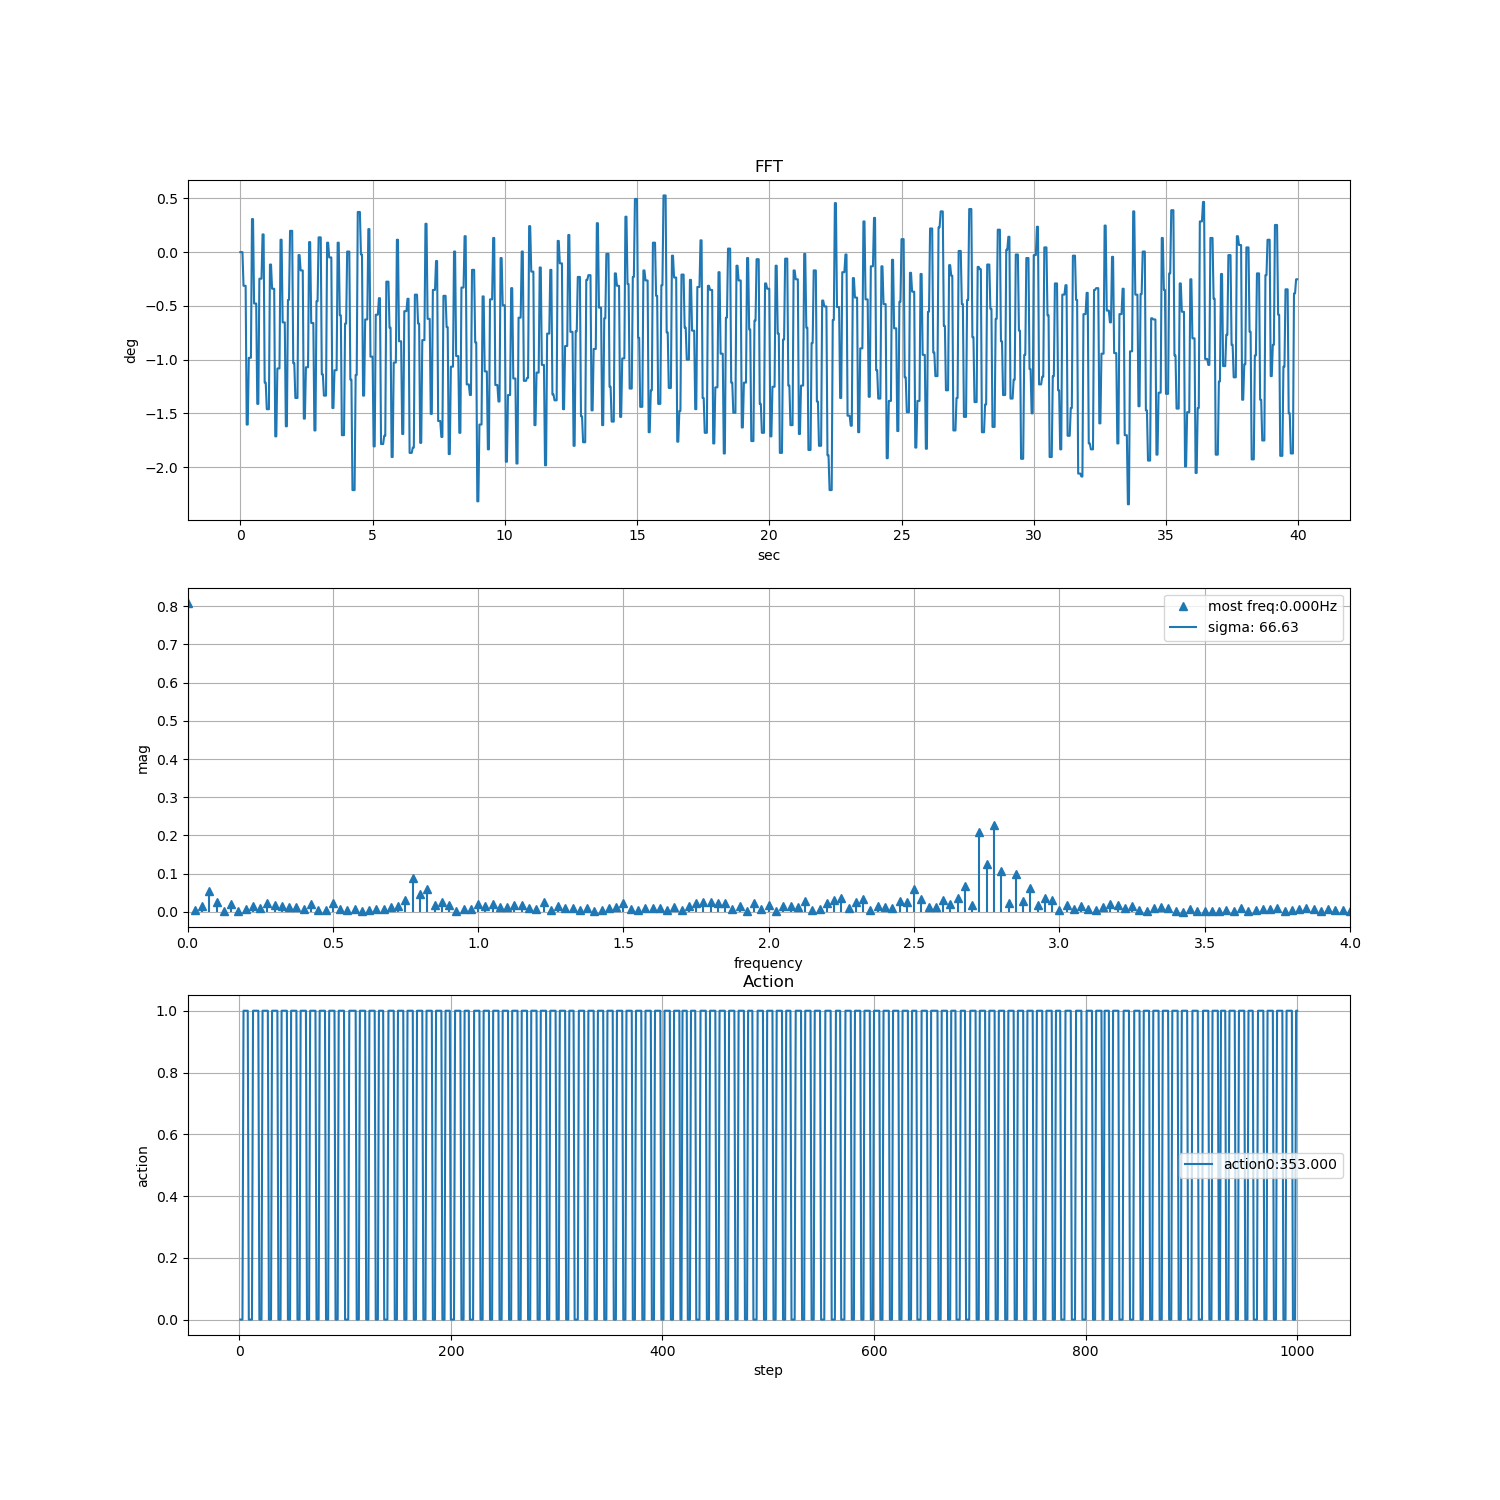 FFT
deg
0.5
0.0
−0.5
−1.0
−1.5
−2.0
0 5 10 15 20 25 30 35 40
sec
mag
0.8
0.7
0.6
0.5
0.4
0.3
0.2
0.1
0.0
most freq:0.000Hz
sigma: 66.63
0.0 0.5 1.0 1.5 2.0 2.5 3.0 3.5 4.0
frequency
Action
action
1.0
0.8
0.6
0.4
0.2
0.0
action0:353.000
0 200 400 600 800 1000
step